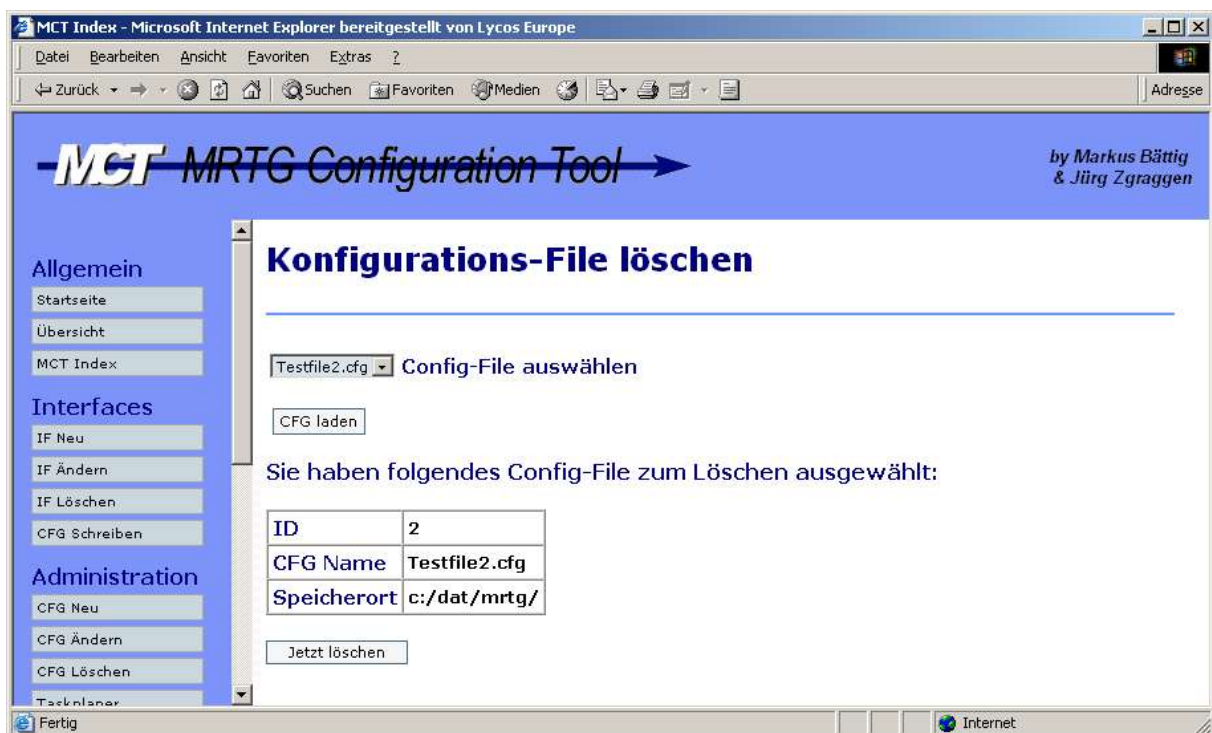 MCT Index - Microsoft Internet Explorer bereitgestellt von Lycos Europe
Datei Bearbeiten Ansicht Favoriten Extras ?
Zurück Suchen Favoriten Medien Adresse
MCT MRTG Configuration Tool
by Markus Bättig
& Jürg Zgraggen
Allgemein
Startseite
Übersicht
MCT Index
Interfaces
IF Neu
IF Ändern
IF Löschen
CFG Schreiben
Administration
CFG Neu
CFG Ändern
CFG Löschen
Taskplaner
Konfigurations-File löschen
Testfile2.cfg Config-File auswählen
CFG laden
Sie haben folgendes Config-File zum Löschen ausgewählt:
ID 2
CFG Name Testfile2.cfg
Speicherort c:/dat/mrtg/
Jetzt löschen
Fertig Internet